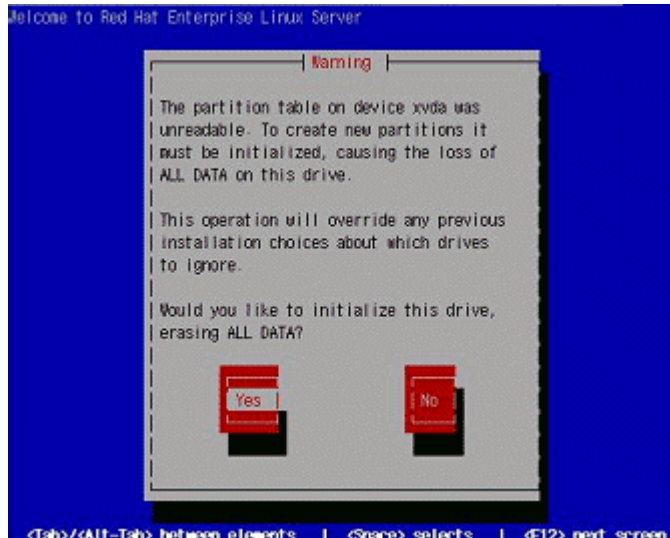 Welcome to Red Hat Enterprise Linux Server
Warning
The partition table on device xvda was
unreadable. To create new partitions it
must be initialized, causing the loss of
ALL DATA on this drive.
This operation will override any previous
installation choices about which drives
to ignore.
Would you like to initialize this drive,
erasing ALL DATA?
Yes No
<Tab>/<Alt-Tab> between elements | <Space> selects | <F12> next screen